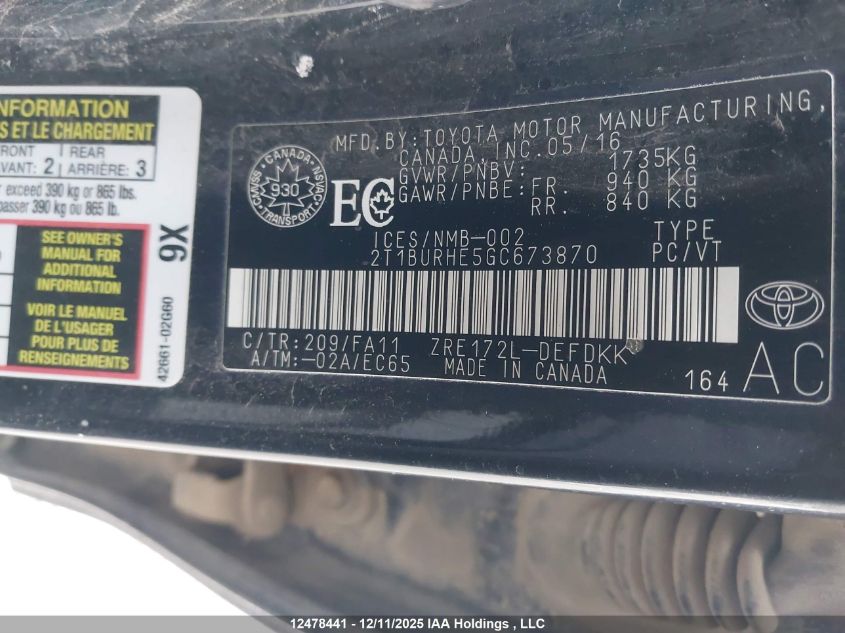 INFORMATION
S ET LE CHARGEMENT
FRONT
REAR
AVANT: 2
ARRIÈRE: 3
exceed 390 kg or 865 lbs.
passer 390 kg ou 865 lb.
SEE OWNER'S
MANUAL FOR
ADDITIONAL
INFORMATION
VOIR LE MANUEL
DE L'USAGER
POUR PLUS DE
RENSEIGNEMENTS
9X
42661-02G60
MFD.BY:TOYOTA MOTOR MANUFACTURING,
CANADA,INC.05/16
GVWR/PNBV: 1735KG
GAWR/PNBE:FR. 940 KG
RR. 840 KG
CANADA
930
TRANSPORT
EC
ICES/NMB-002
TYPE
2T1BURHE5GC673870
PC/VT
C/TR:209/FA11 ZRE172L-DEFDKK
A/TM:-02A/EC65 MADE IN CANADA
164
AC
12478441 - 12/11/2025 IAA Holdings , LLC